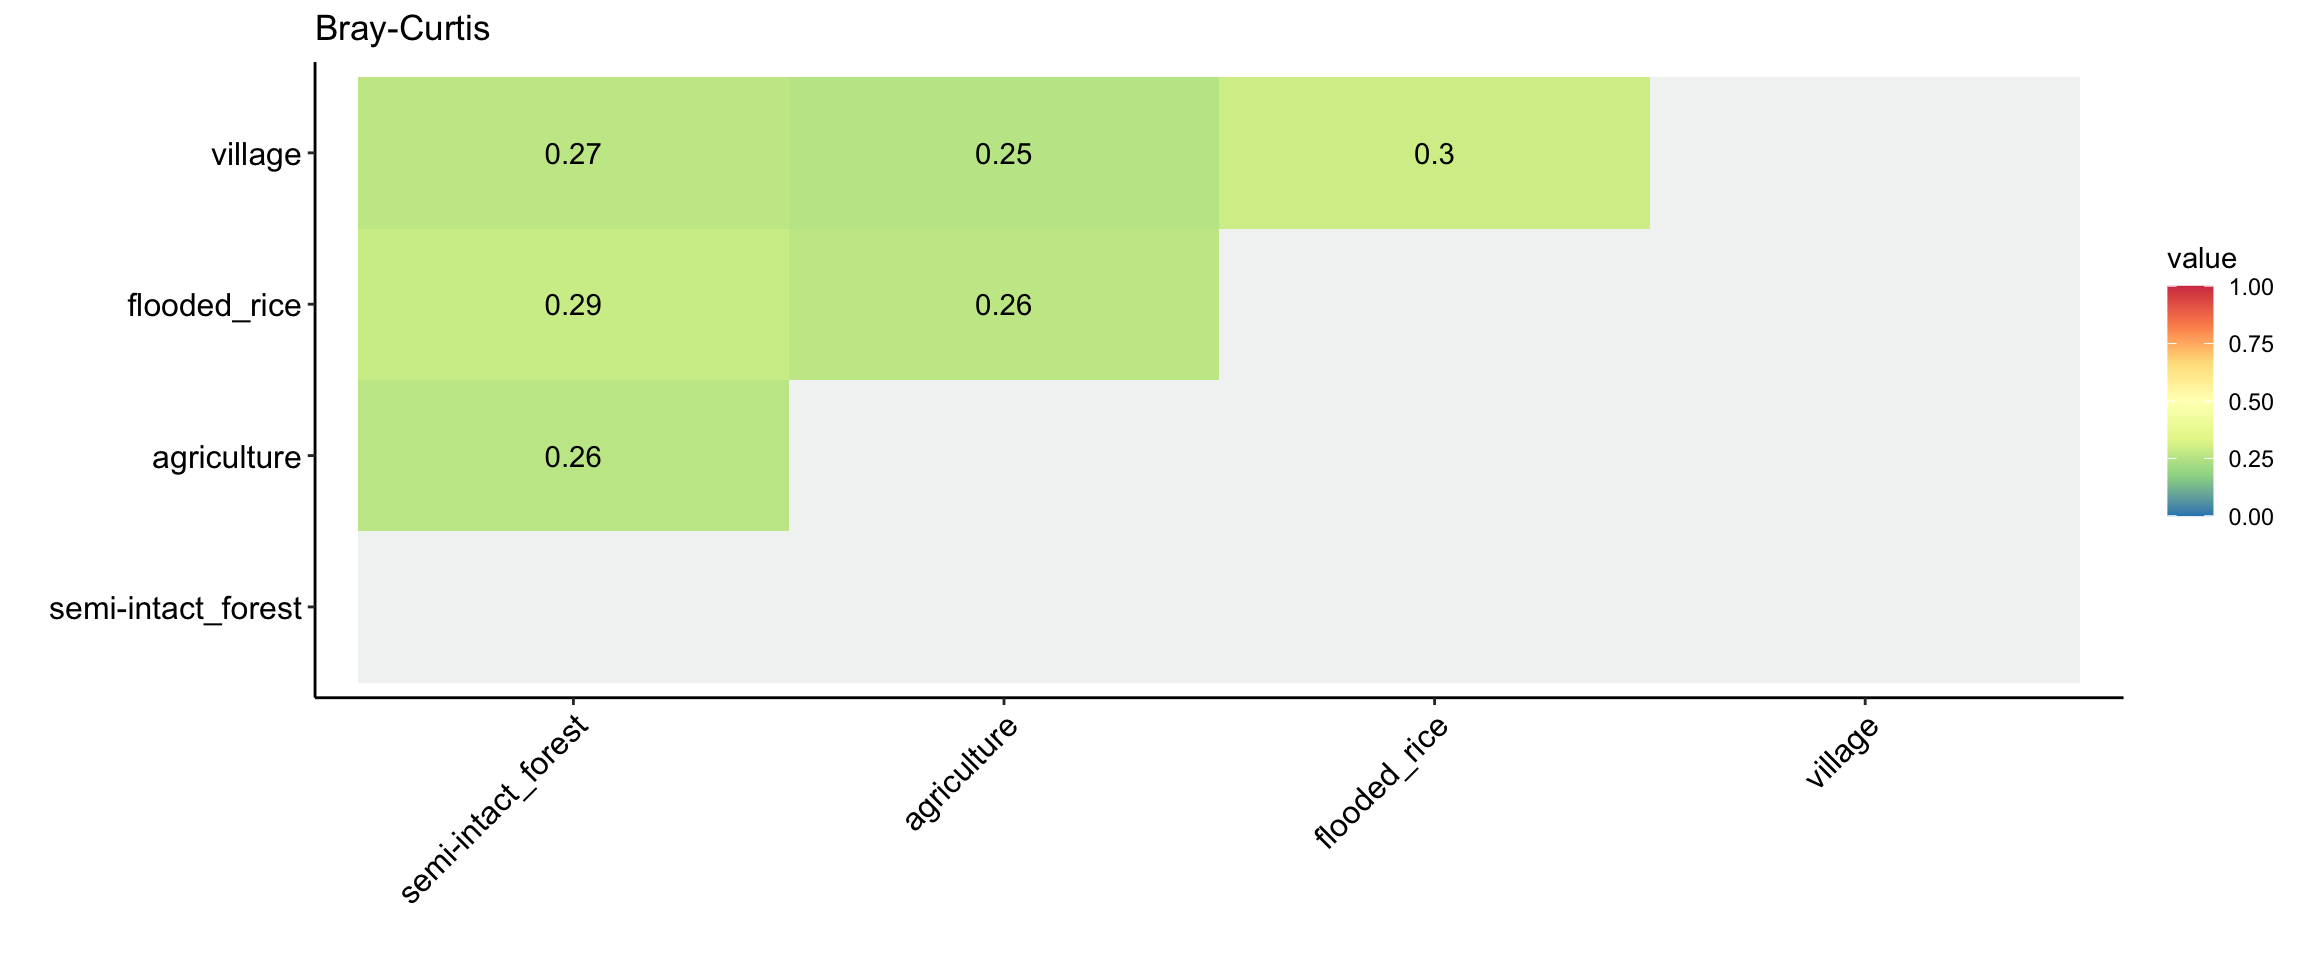 Bray-Curtis
village
0.27
0.25
0.3
flooded_rice
0.29
0.26
agriculture
0.26
semi-intact_forest
semi-intact_forest
agriculture
flooded_rice
village
value
1.00
0.75
0.50
0.25
0.00